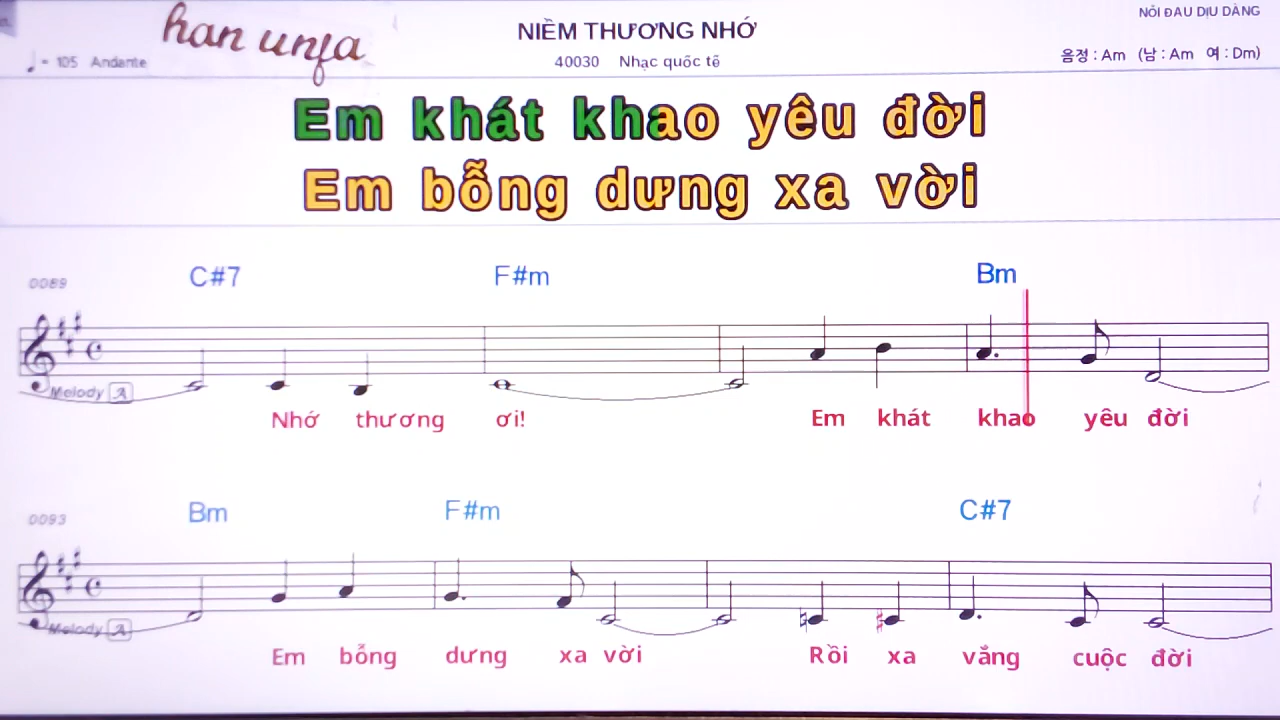 han unfa
NIỀM THƯƠNG NHỚ
NỖI ĐAU DỊU DÀNG
♩ = 105 Andante
40030 Nhạc quốc tế
음정 : Am (남 : Am 여 : Dm)
Em khát khao yêu đời
Em bỗng dưng xa vời
0089
C#7 F#m Bm
Melody A
Nhớ thương ơi! Em khát khao yêu đời
0093
Bm F#m C#7
Melody A
Em bỗng dưng xa vời Rồi xa vắng cuộc đời